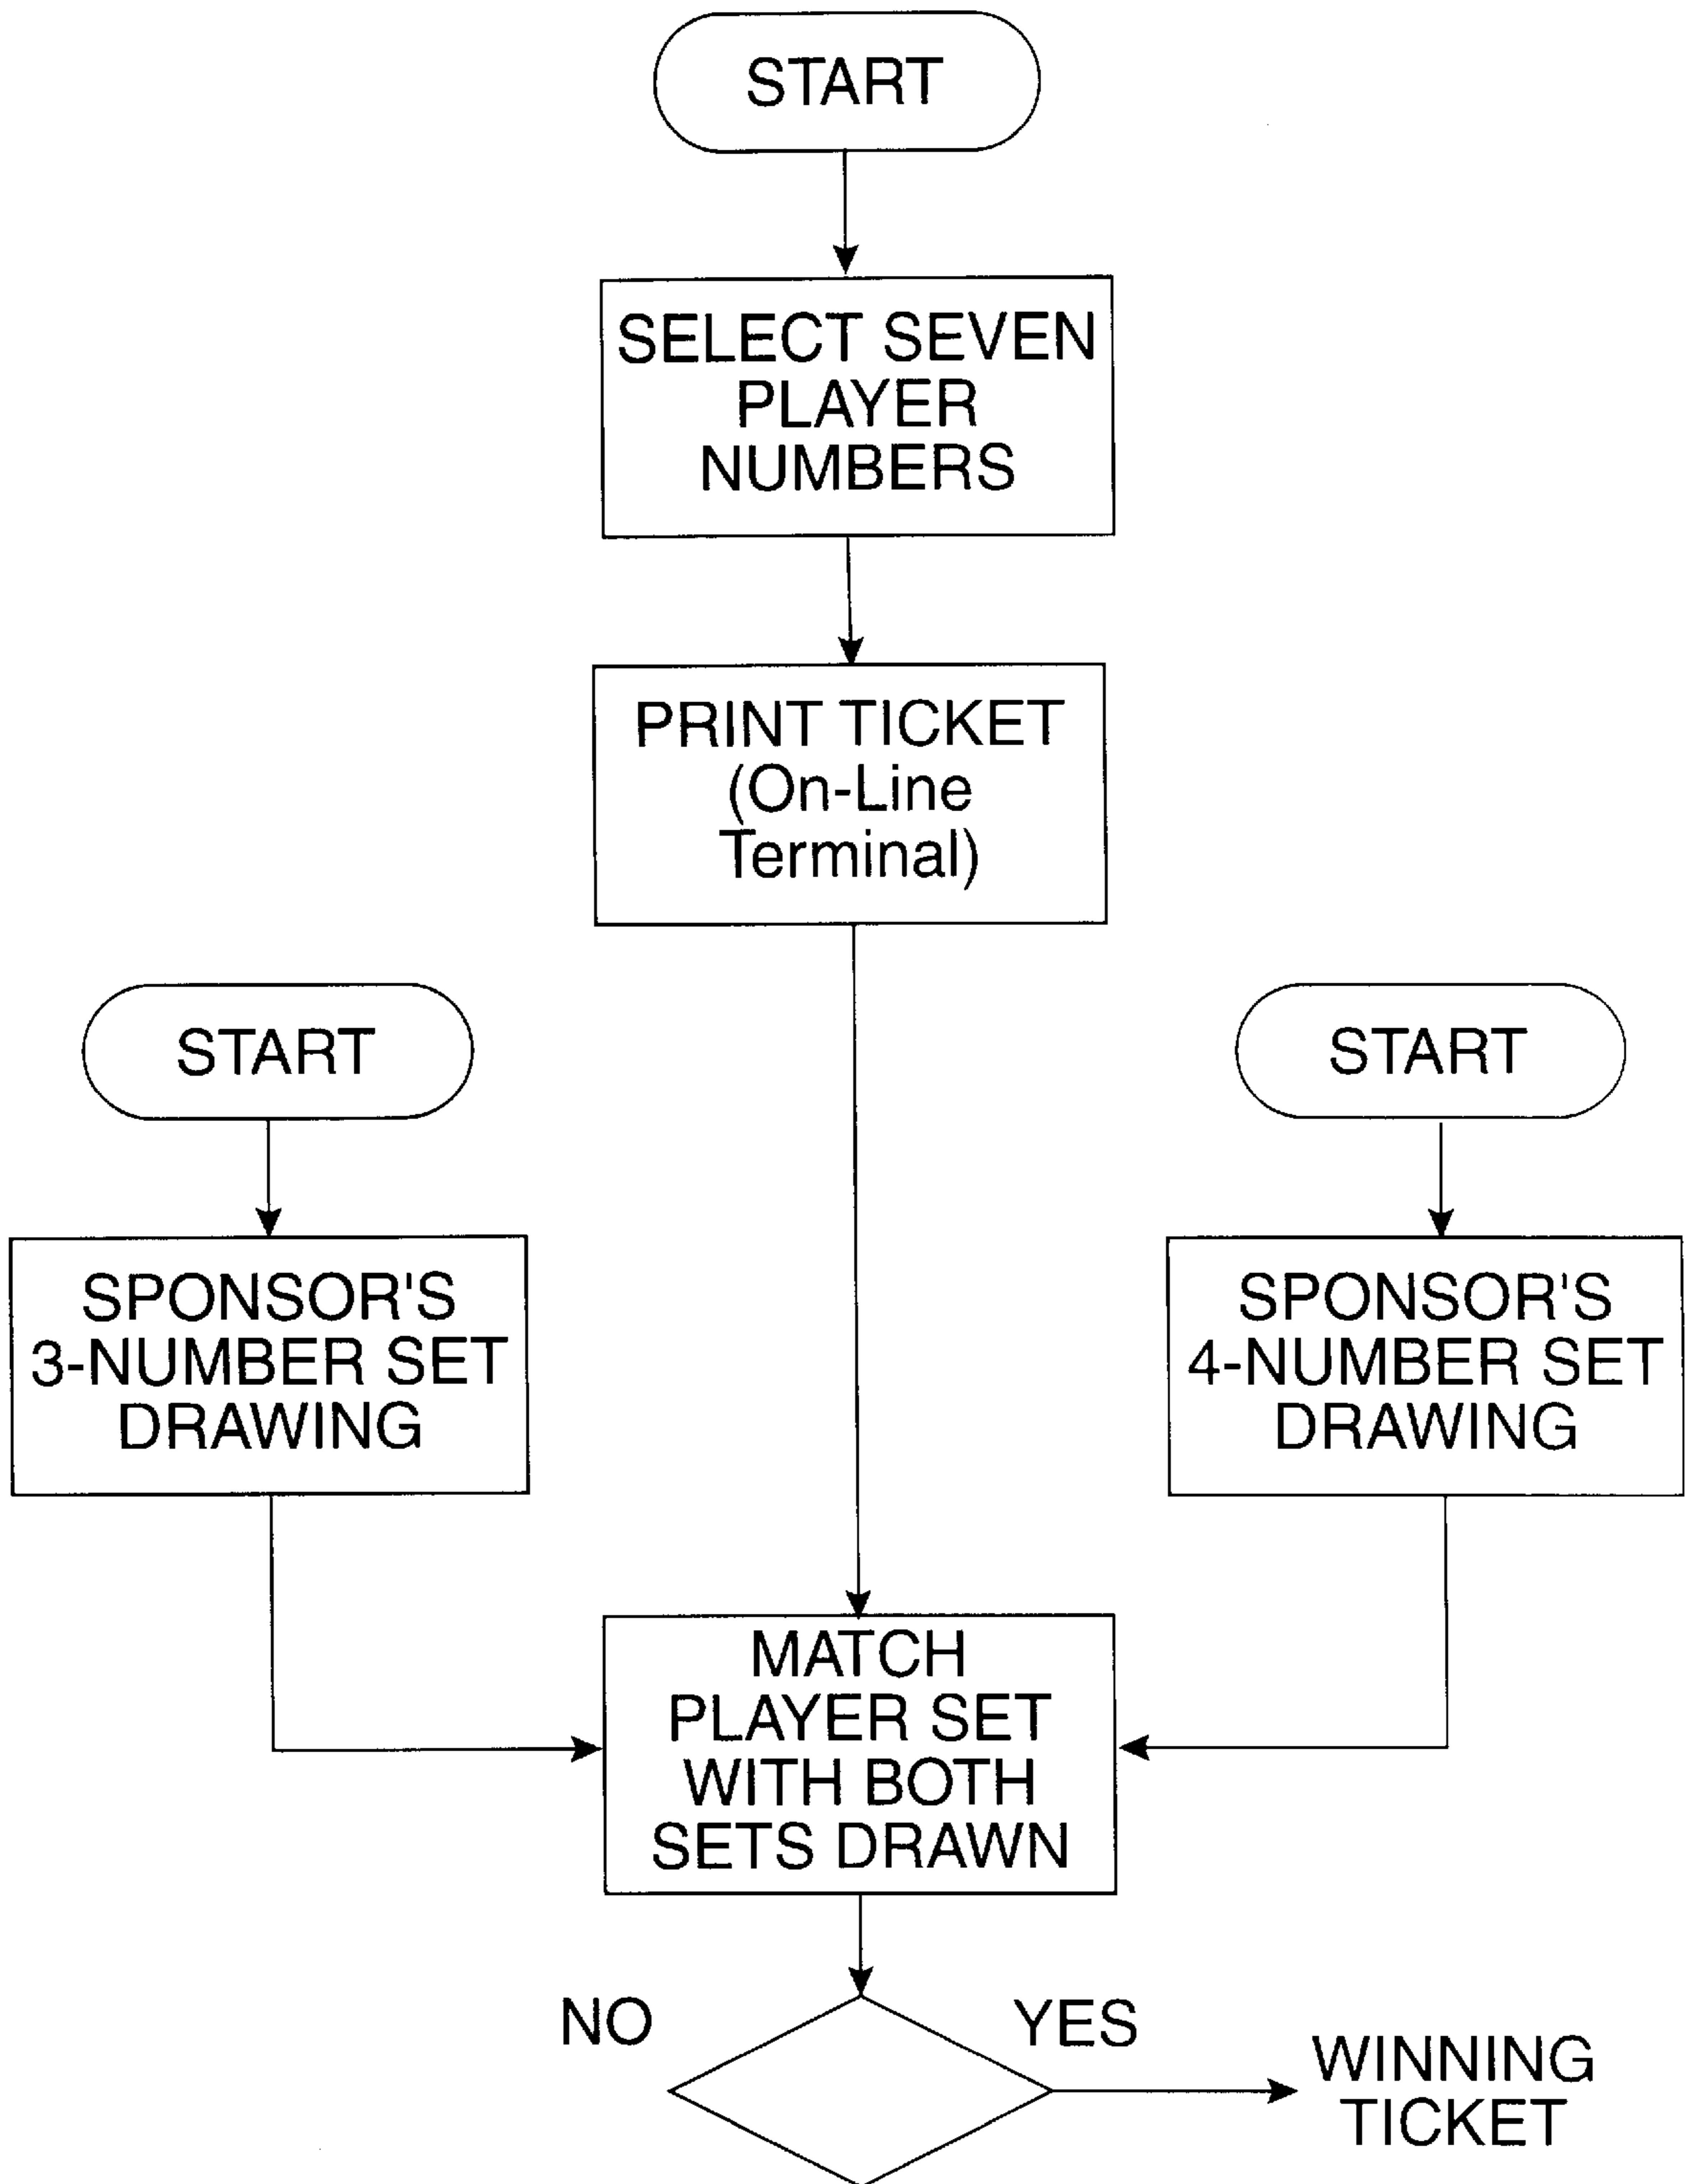 START
SELECT SEVEN
PLAYER
NUMBERS
PRINT TICKET
(On-Line
Terminal)
START
START
SPONSOR'S
3-NUMBER SET
DRAWING
SPONSOR'S
4-NUMBER SET
DRAWING
MATCH
PLAYER SET
WITH BOTH
SETS DRAWN
NO
YES
WINNING
TICKET